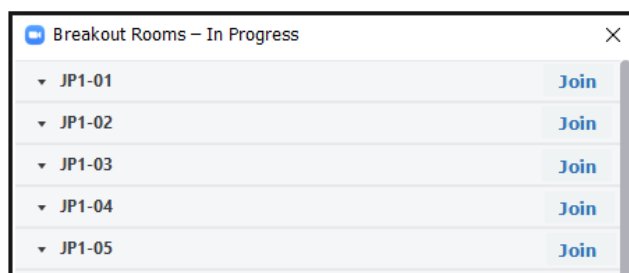 Breakout Rooms – In Progress
JP1-01 Join
JP1-02 Join
JP1-03 Join
JP1-04 Join
JP1-05 Join